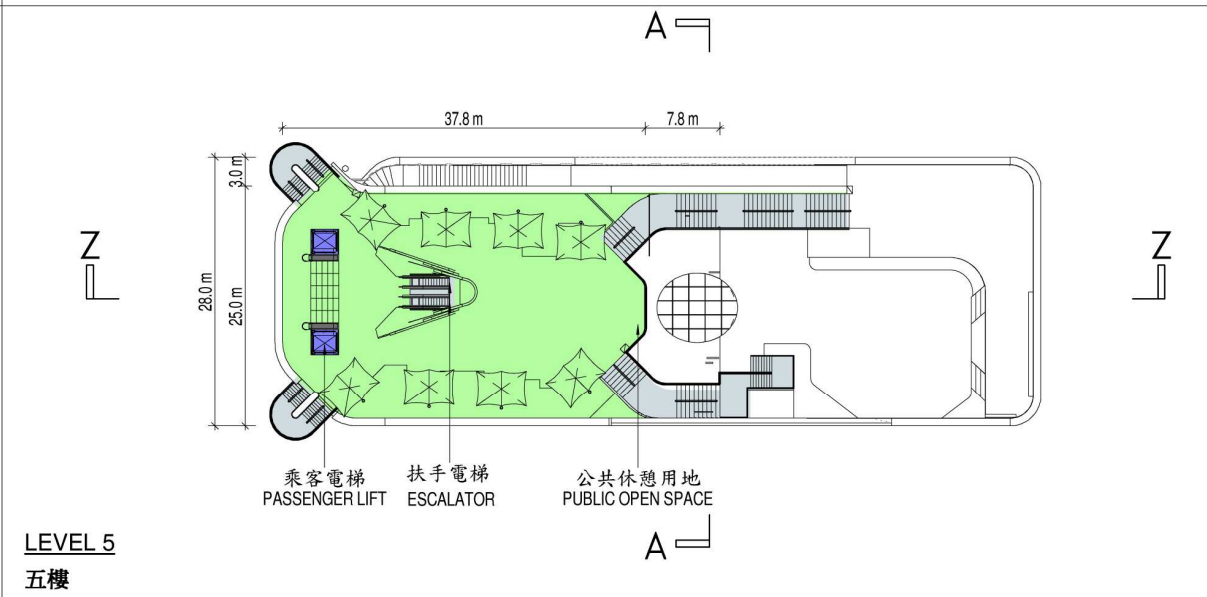 A
37.8 m
7.8 m
3.0 m
28.0 m
25.0 m
Z
Z
乘客電梯
PASSENGER LIFT
扶手電梯
ESCALATOR
公共休憩用地
PUBLIC OPEN SPACE
A
LEVEL 5
五樓